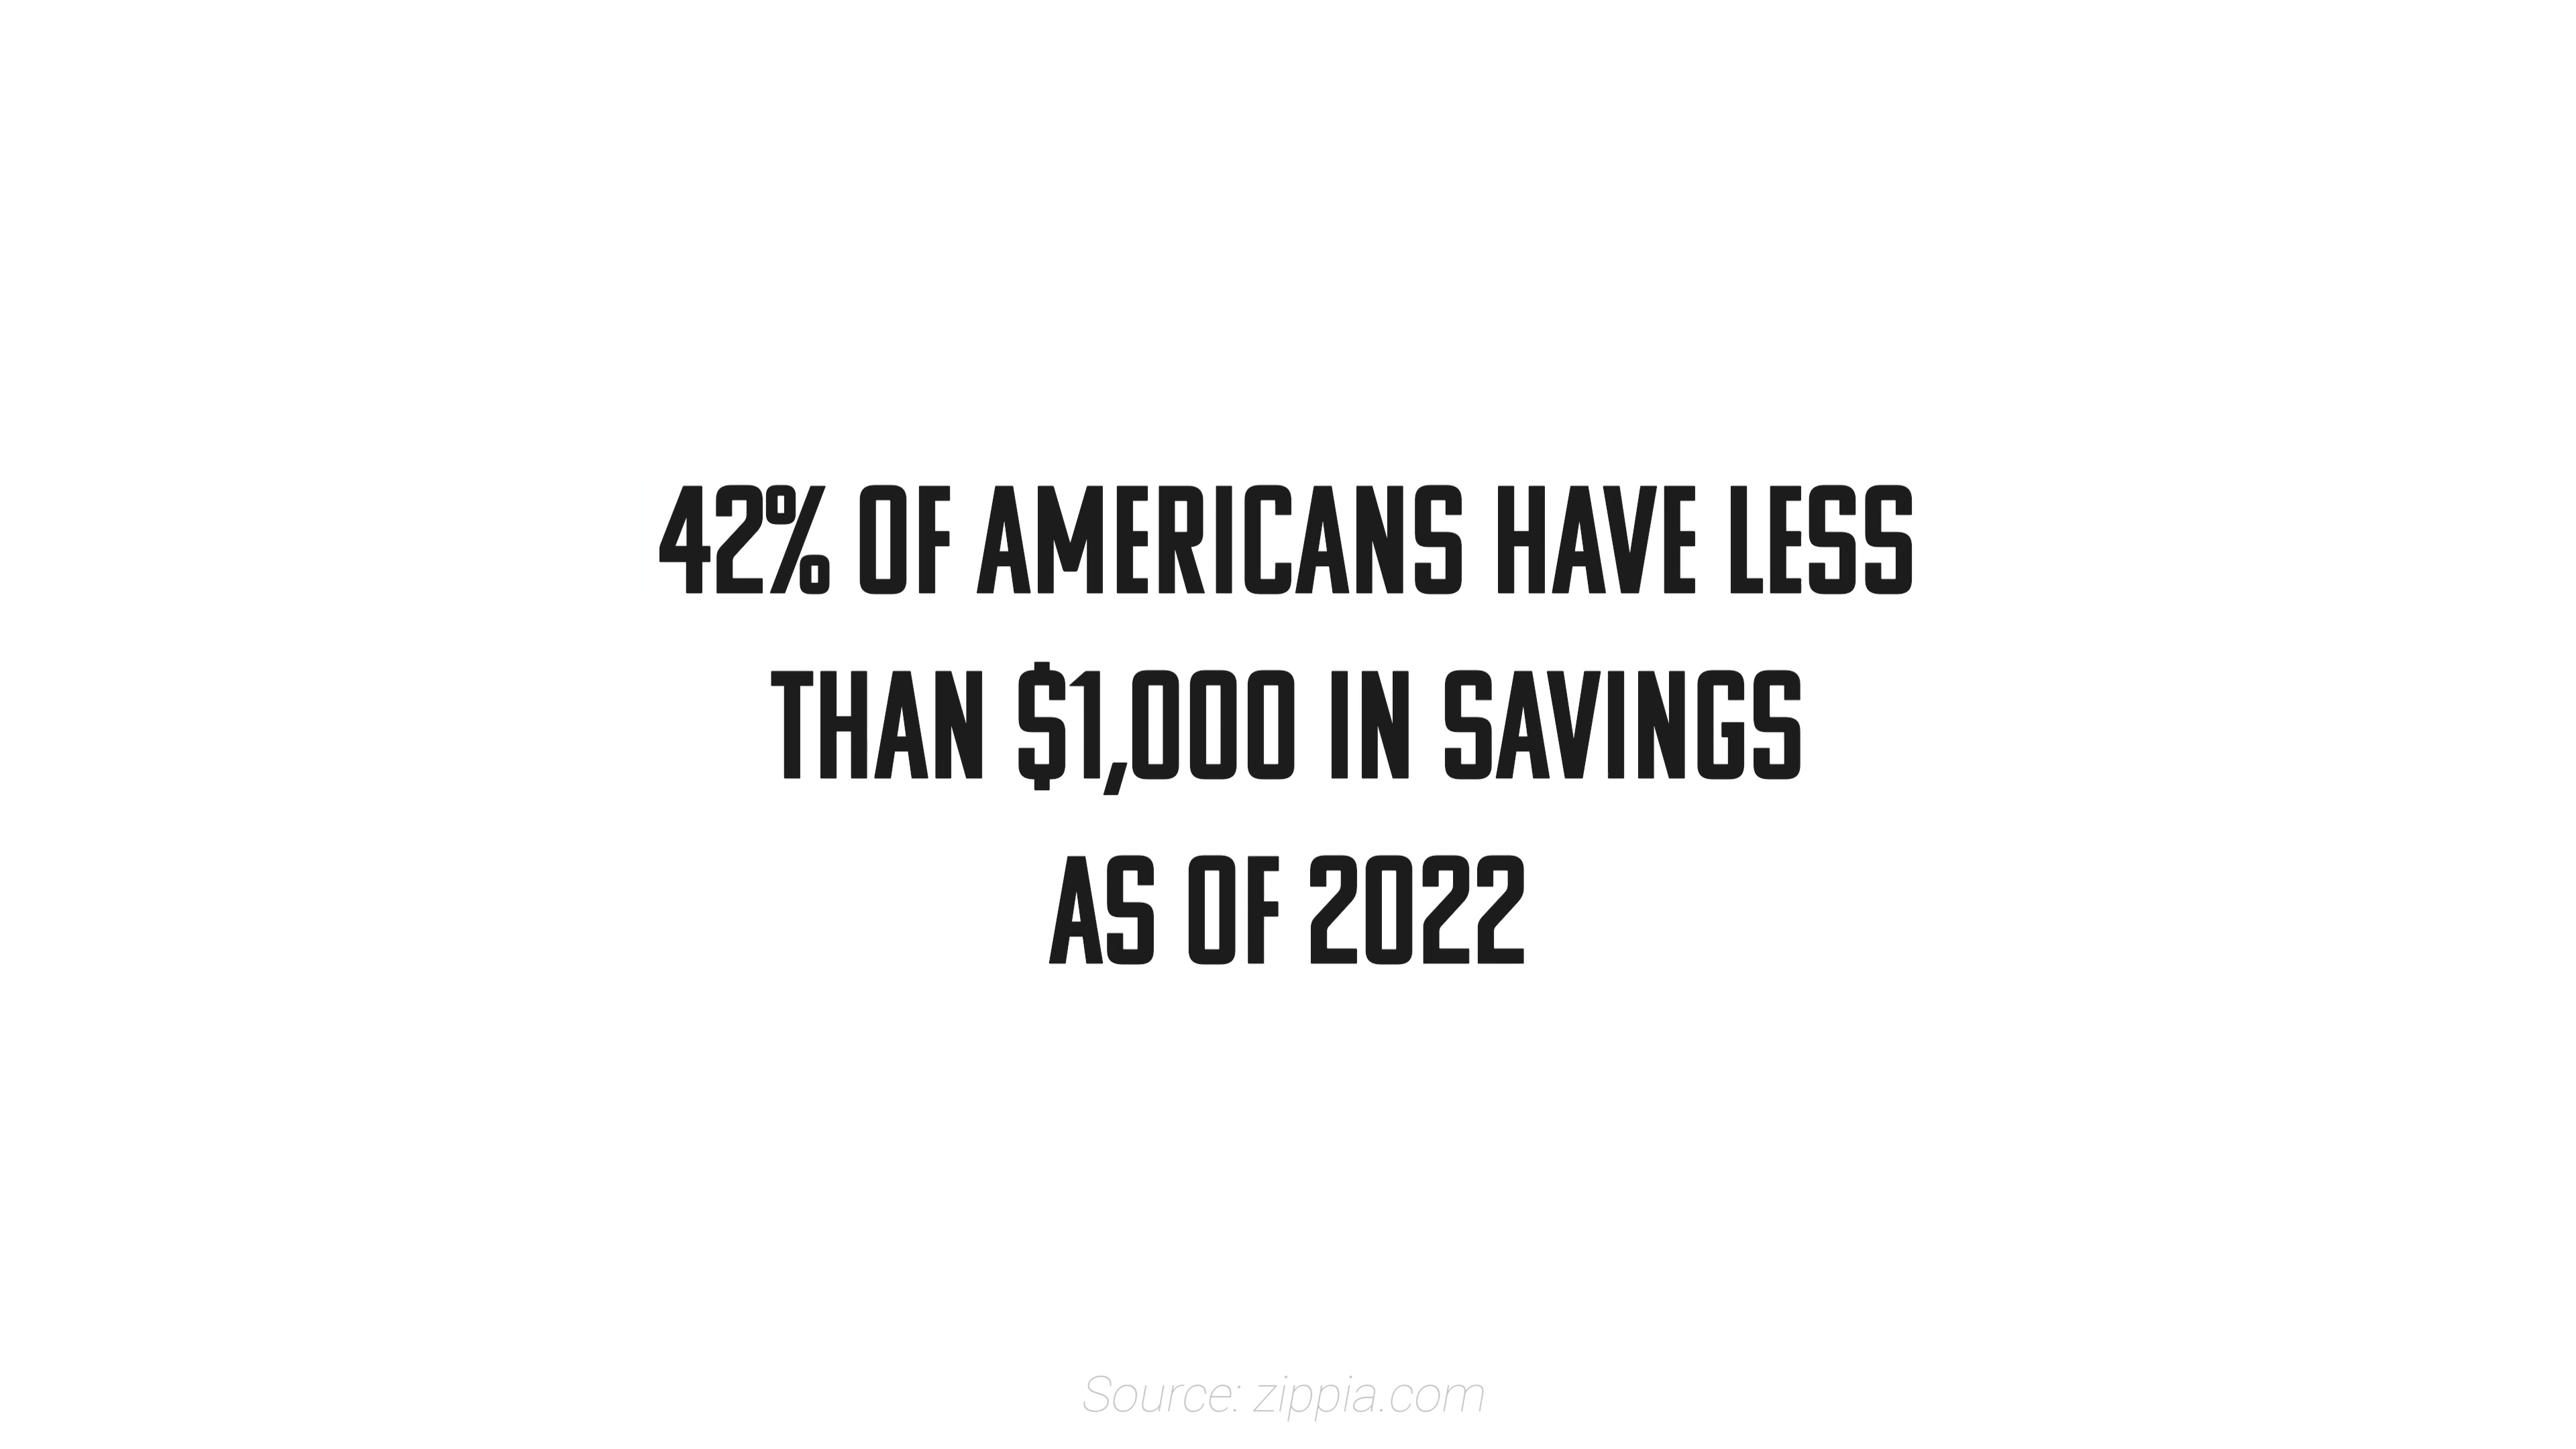 42% OF AMERICANS HAVE LESS
THAN $1,000 IN SAVINGS
AS OF 2022
Source: zippia.com